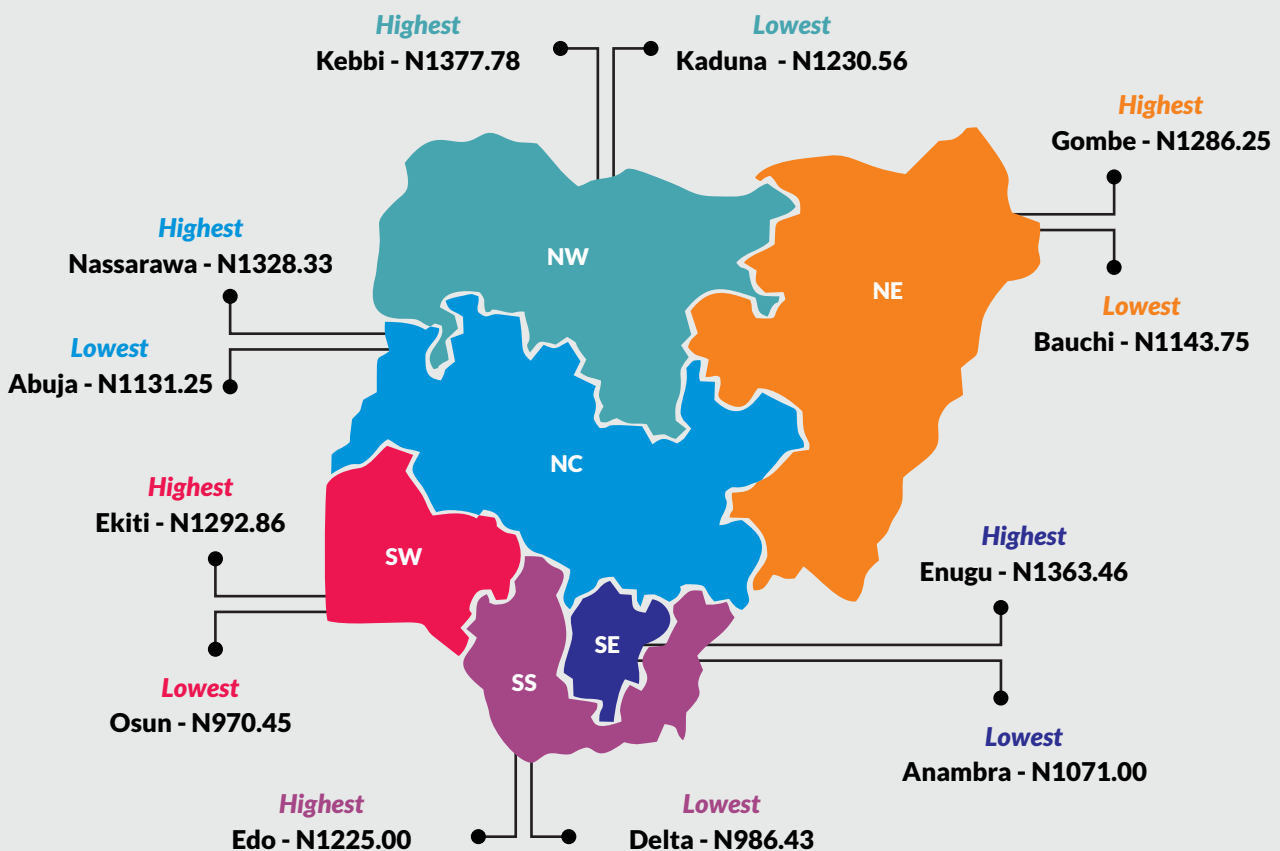 Highest
Kebbi - N1377.78
Lowest
Kaduna - N1230.56
Highest
Gombe - N1286.25
Highest
Nassarawa - N1328.33
NW
NE
Lowest
Bauchi - N1143.75
Lowest
Abuja - N1131.25
NC
Highest
Ekiti - N1292.86
SW
Highest
Enugu - N1363.46
SE
SS
Lowest
Osun - N970.45
Lowest
Anambra - N1071.00
Highest
Edo - N1225.00
Lowest
Delta - N986.43